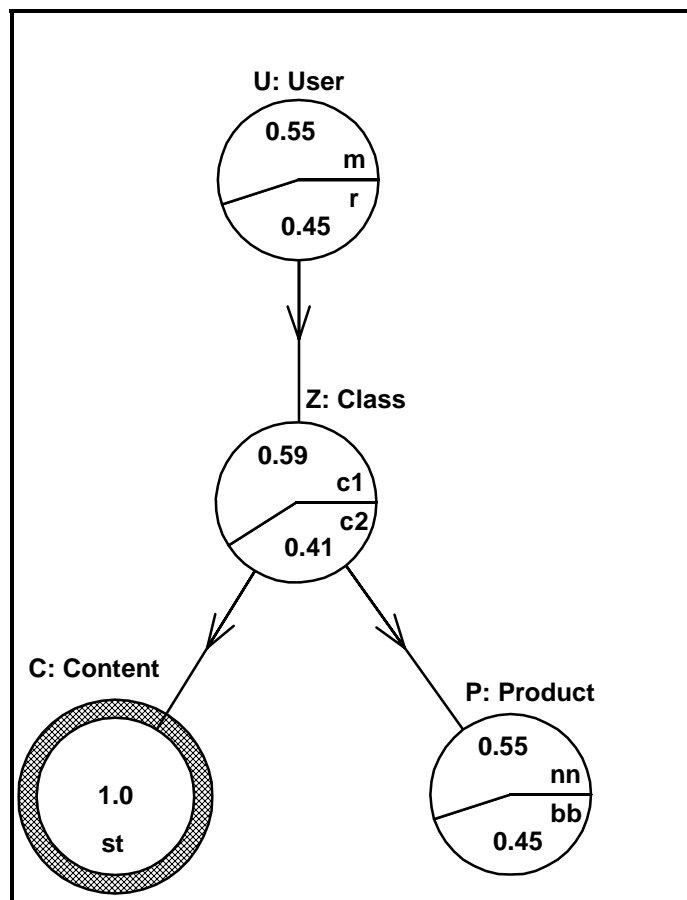 U: User
0.55
m
r
0.45
Z: Class
0.59
c1
c2
0.41
C: Content
1.0
st
P: Product
0.55
nn
bb
0.45